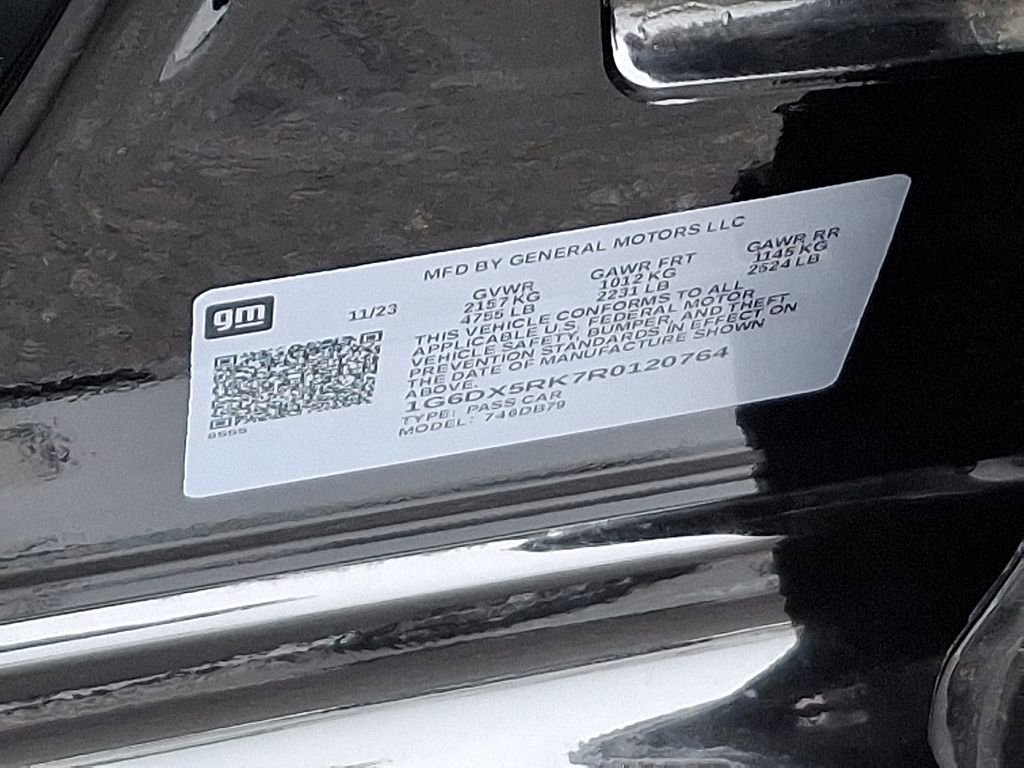 MFD BY GENERAL MOTORS LLC
gm
11/23
GVWR GAWR FRT GAWR RR
2157 KG 1012 KG 1145 KG
4755 LB 2231 LB 2524 LB
THIS VEHICLE CONFORMS TO ALL
APPLICABLE U.S. FEDERAL MOTOR
VEHICLE SAFETY, BUMPER, AND THEFT
PREVENTION STANDARDS IN EFFECT ON
THE DATE OF MANUFACTURE SHOWN
ABOVE.
1G6DX5RK7R0120764
TYPE: PASS CAR
MODEL: